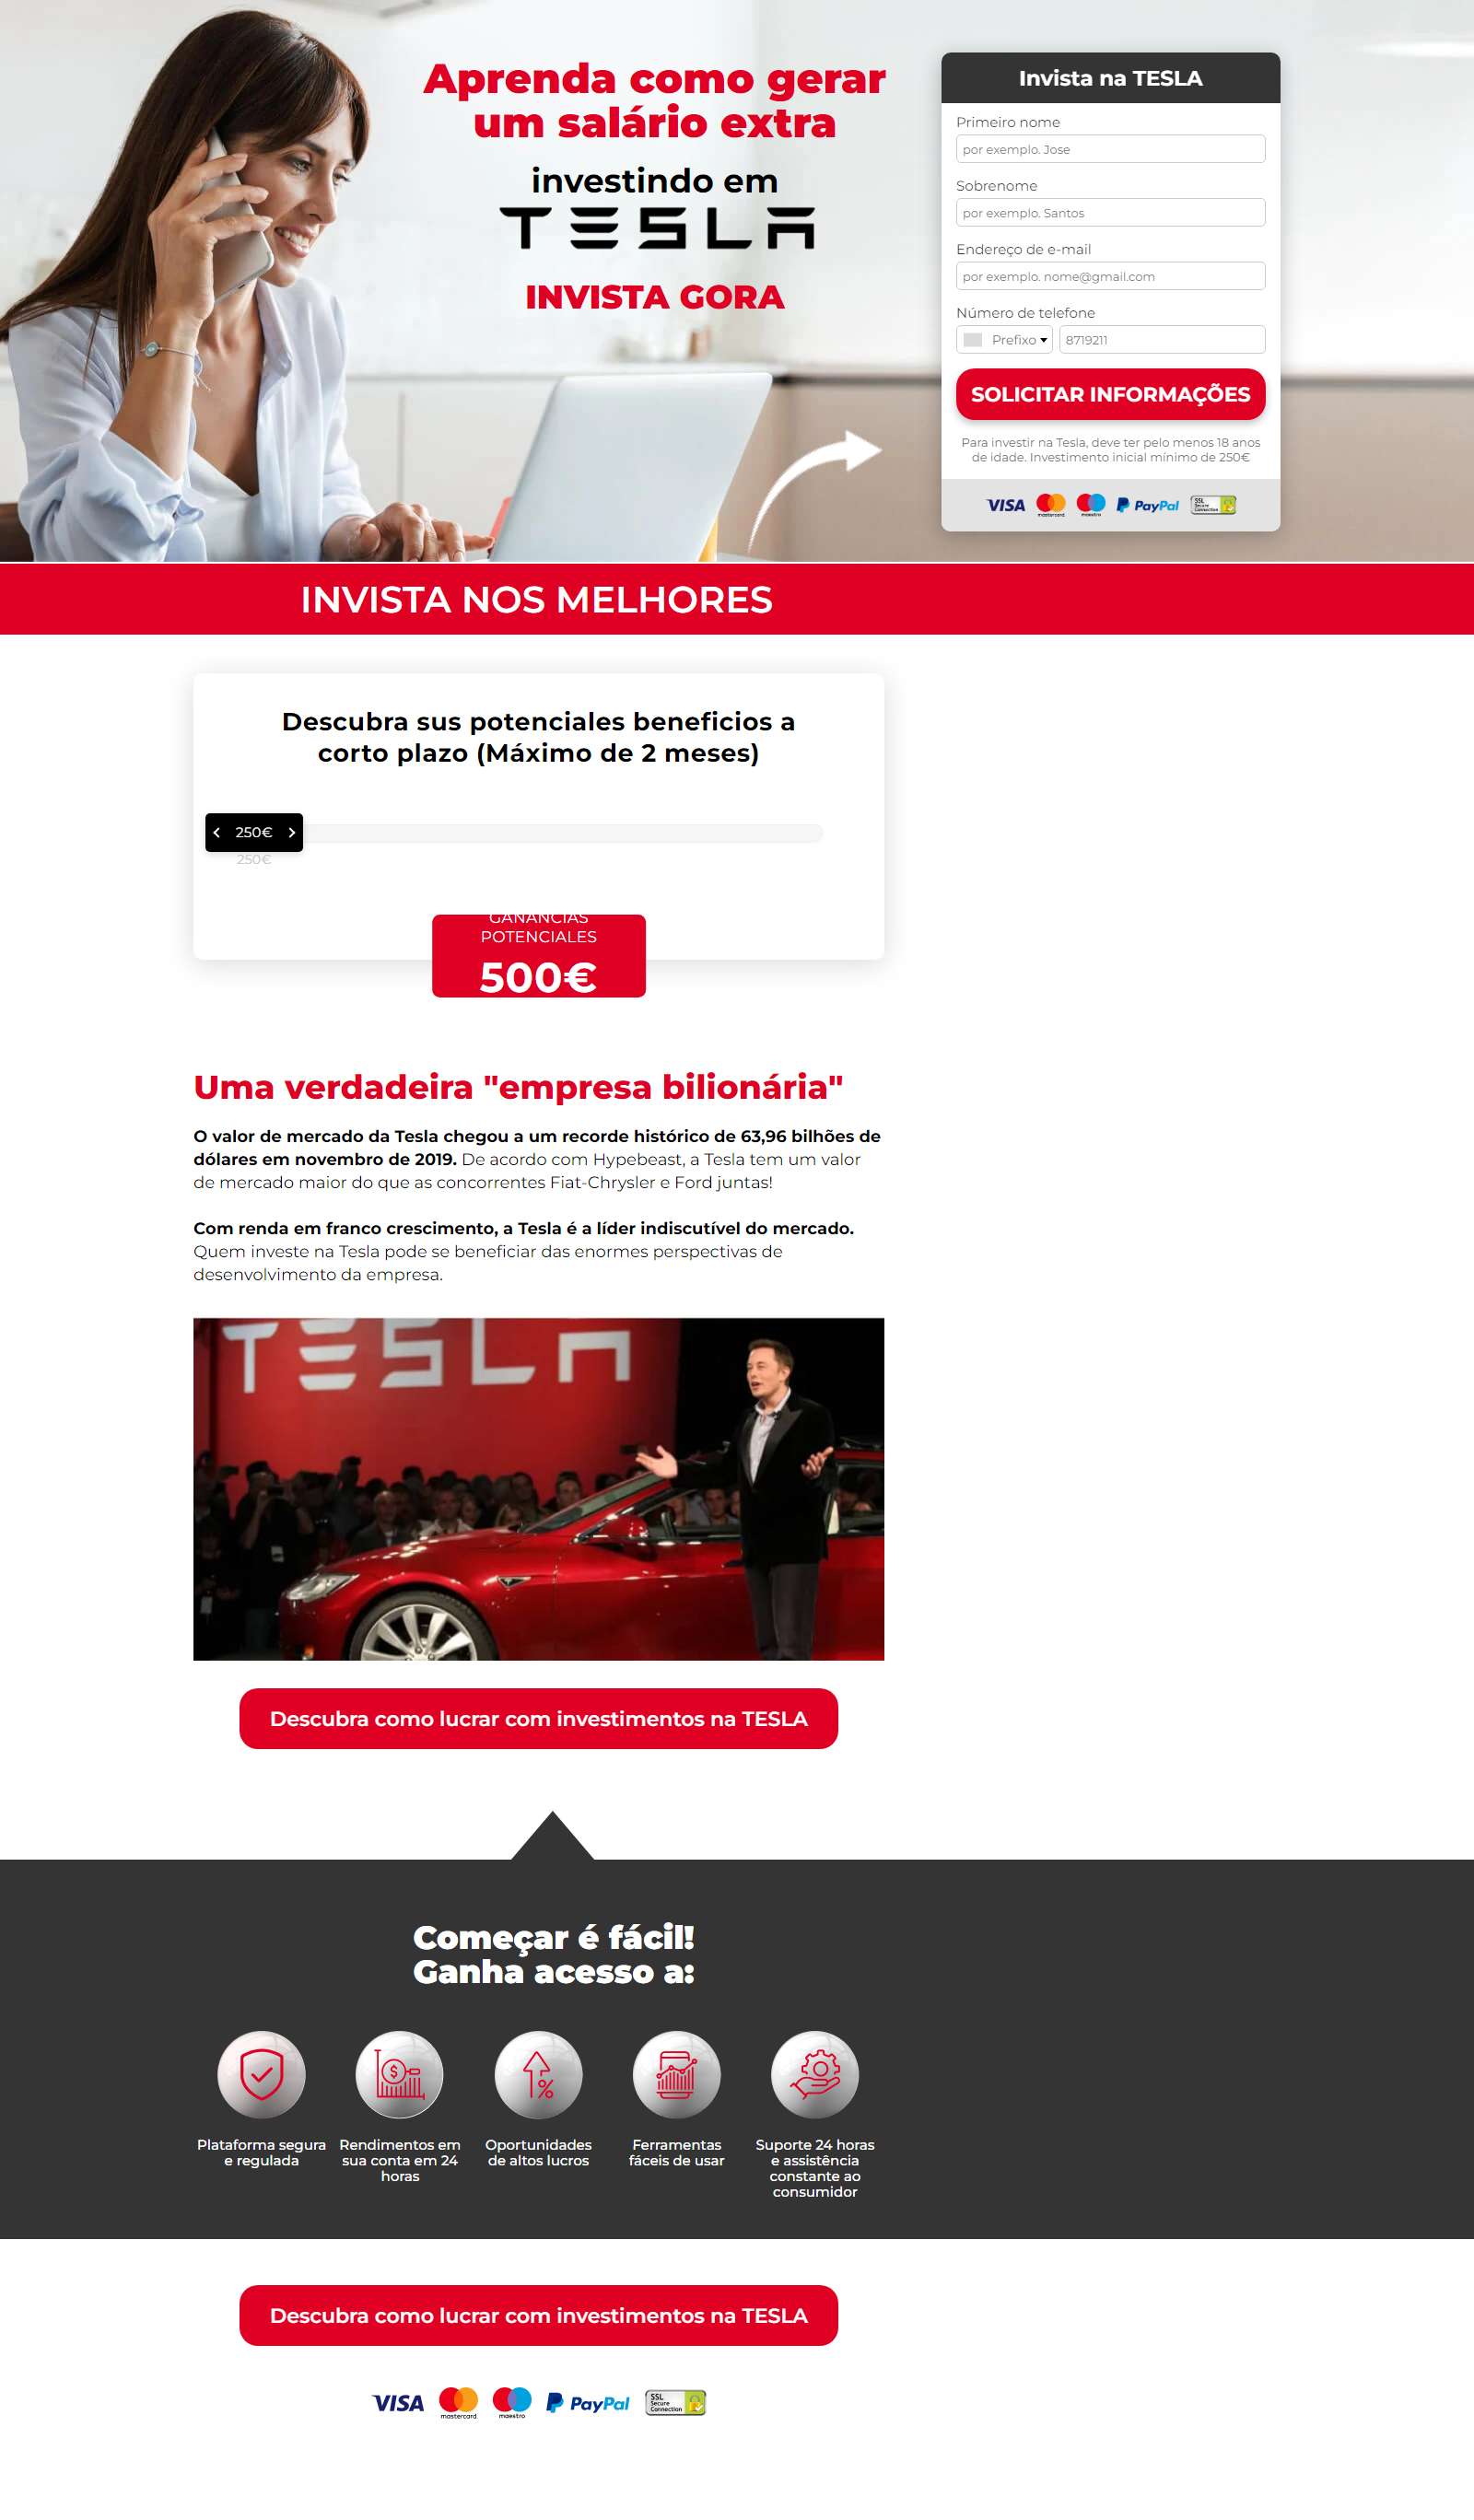 Aprenda como gerar
um salário extra
investindo em
TESLA
INVISTA GORA
Invista na TESLA
Primeiro nome
por exemplo. Jose
Sobrenome
por exemplo. Santos
Endereço de e-mail
por exemplo. nome@gmail.com
Número de telefone
Prefixo
8719211
SOLICITAR INFORMAÇÕES
Para investir na Tesla, deve ter pelo menos 18 anos
de idade. Investimento inicial mínimo de 250€
VISA mastercard maestro PayPal SSL Secure Connection
INVISTA NOS MELHORES
Descubra sus potenciales beneficios a
corto plazo (Máximo de 2 meses)
250€
250€
GANANCIAS
POTENCIALES
500€
Uma verdadeira "empresa bilionária"
O valor de mercado da Tesla chegou a um recorde histórico de 63,96 bilhões de
dólares em novembro de 2019. De acordo com Hypebeast, a Tesla tem um valor
de mercado maior do que as concorrentes Fiat-Chrysler e Ford juntas!
Com renda em franco crescimento, a Tesla é a líder indiscutível do mercado.
Quem investe na Tesla pode se beneficiar das enormes perspectivas de
desenvolvimento da empresa.
TESLA
Descubra como lucrar com investimentos na TESLA
Começar é fácil!
Ganha acesso a:
Plataforma segura
e regulada
Rendimentos em
sua conta em 24
horas
Oportunidades
de altos lucros
Ferramentas
fáceis de usar
Suporte 24 horas
e assistência
constante ao
consumidor
Descubra como lucrar com investimentos na TESLA
VISA mastercard maestro PayPal SSL Secure Connection